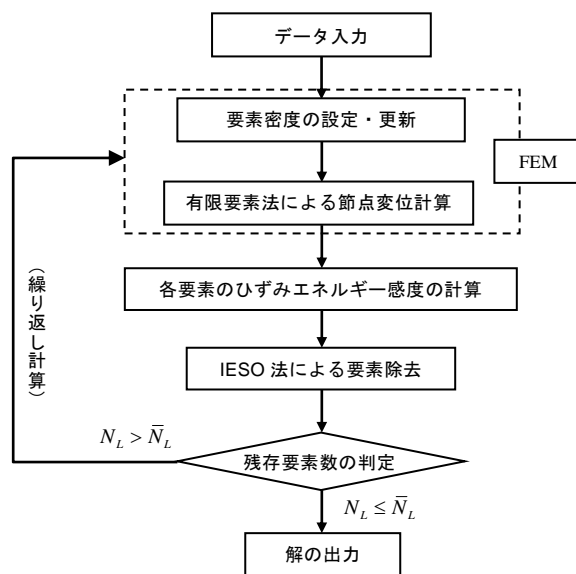 データ入力
要素密度の設定・更新
FEM
有限要素法による節点変位計算
各要素のひずみエネルギー感度の計算
（繰り返し計算）
IESO 法による要素除去
N_L > N̄_L
残存要素数の判定
N_L ≤ N̄_L
解の出力